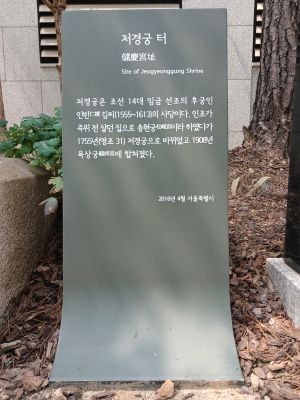 저경궁 터
儲慶宮址
Site of Jeogyeonggung Shrine
저경궁은 조선 14대 임금 선조의 후궁인
인빈仁嬪 김씨(1555~1613)의 사당이다. 인조가
즉위 전 살던 집으로 송현궁松峴宮이라 하였다가
1755년(영조 31) 저경궁으로 바뀌었고 1908년
육상궁毓祥宮에 합쳐졌다.
2016년 4월 서울특별시